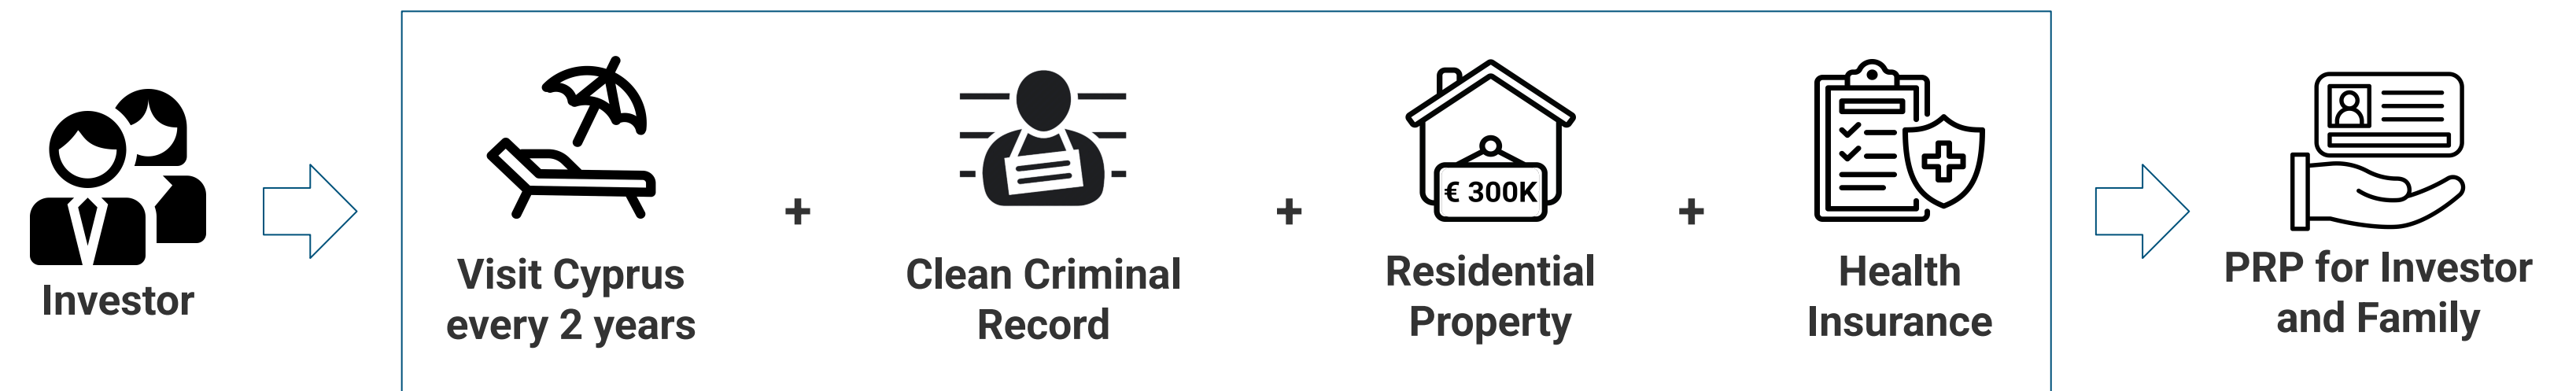 Investor
Visit Cyprus
every 2 years
+
Clean Criminal
Record
+
€ 300K
Residential
Property
+
Health
Insurance
PRP for Investor
and Family